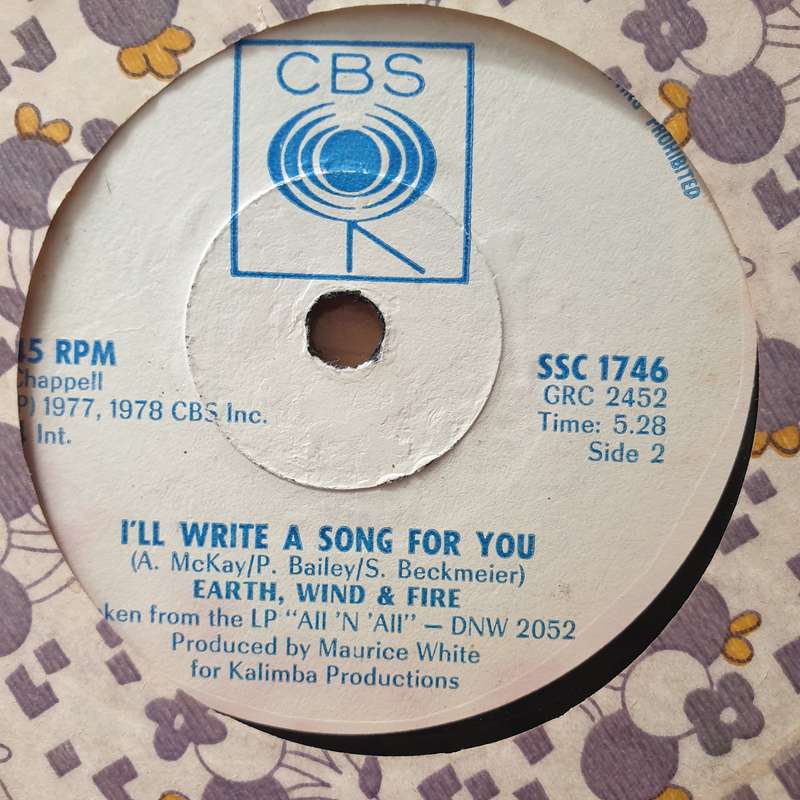 CBS
PROHIBITED
45 RPM
Chappell
(P) 1977, 1978 CBS Inc.
Int.
SSC 1746
GRC 2452
Time: 5.28
Side 2
I'LL WRITE A SONG FOR YOU
(A. McKay/P. Bailey/S. Beckmeier)
EARTH, WIND & FIRE
ken from the LP "All 'N 'All" – DNW 2052
Produced by Maurice White
for Kalimba Productions